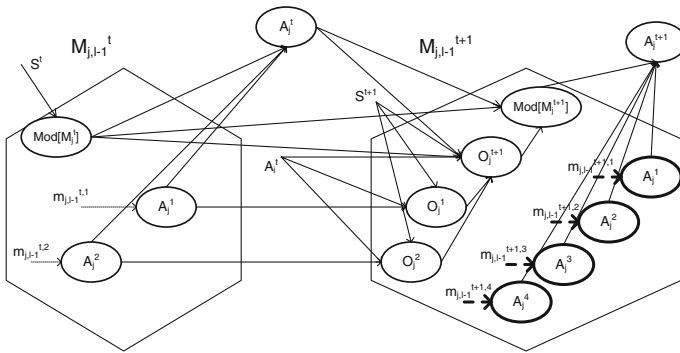 M_{j,l-1}^t
A_j^t
M_{j,l-1}^{t+1}
A_j^{t+1}
S^t
S^{t+1}
Mod[M_j^t]
Mod[M_j^{t+1}]
A_j^t
O_j^{t+1}
m_{j,l-1}^{t+1,1}
A_j^1
m_{j,l-1}^{t,1}
A_j^1
O_j^1
m_{j,l-1}^{t+1,2}
A_j^2
m_{j,l-1}^{t,2}
A_j^2
O_j^2
m_{j,l-1}^{t+1,3}
A_j^3
m_{j,l-1}^{t+1,4}
A_j^4